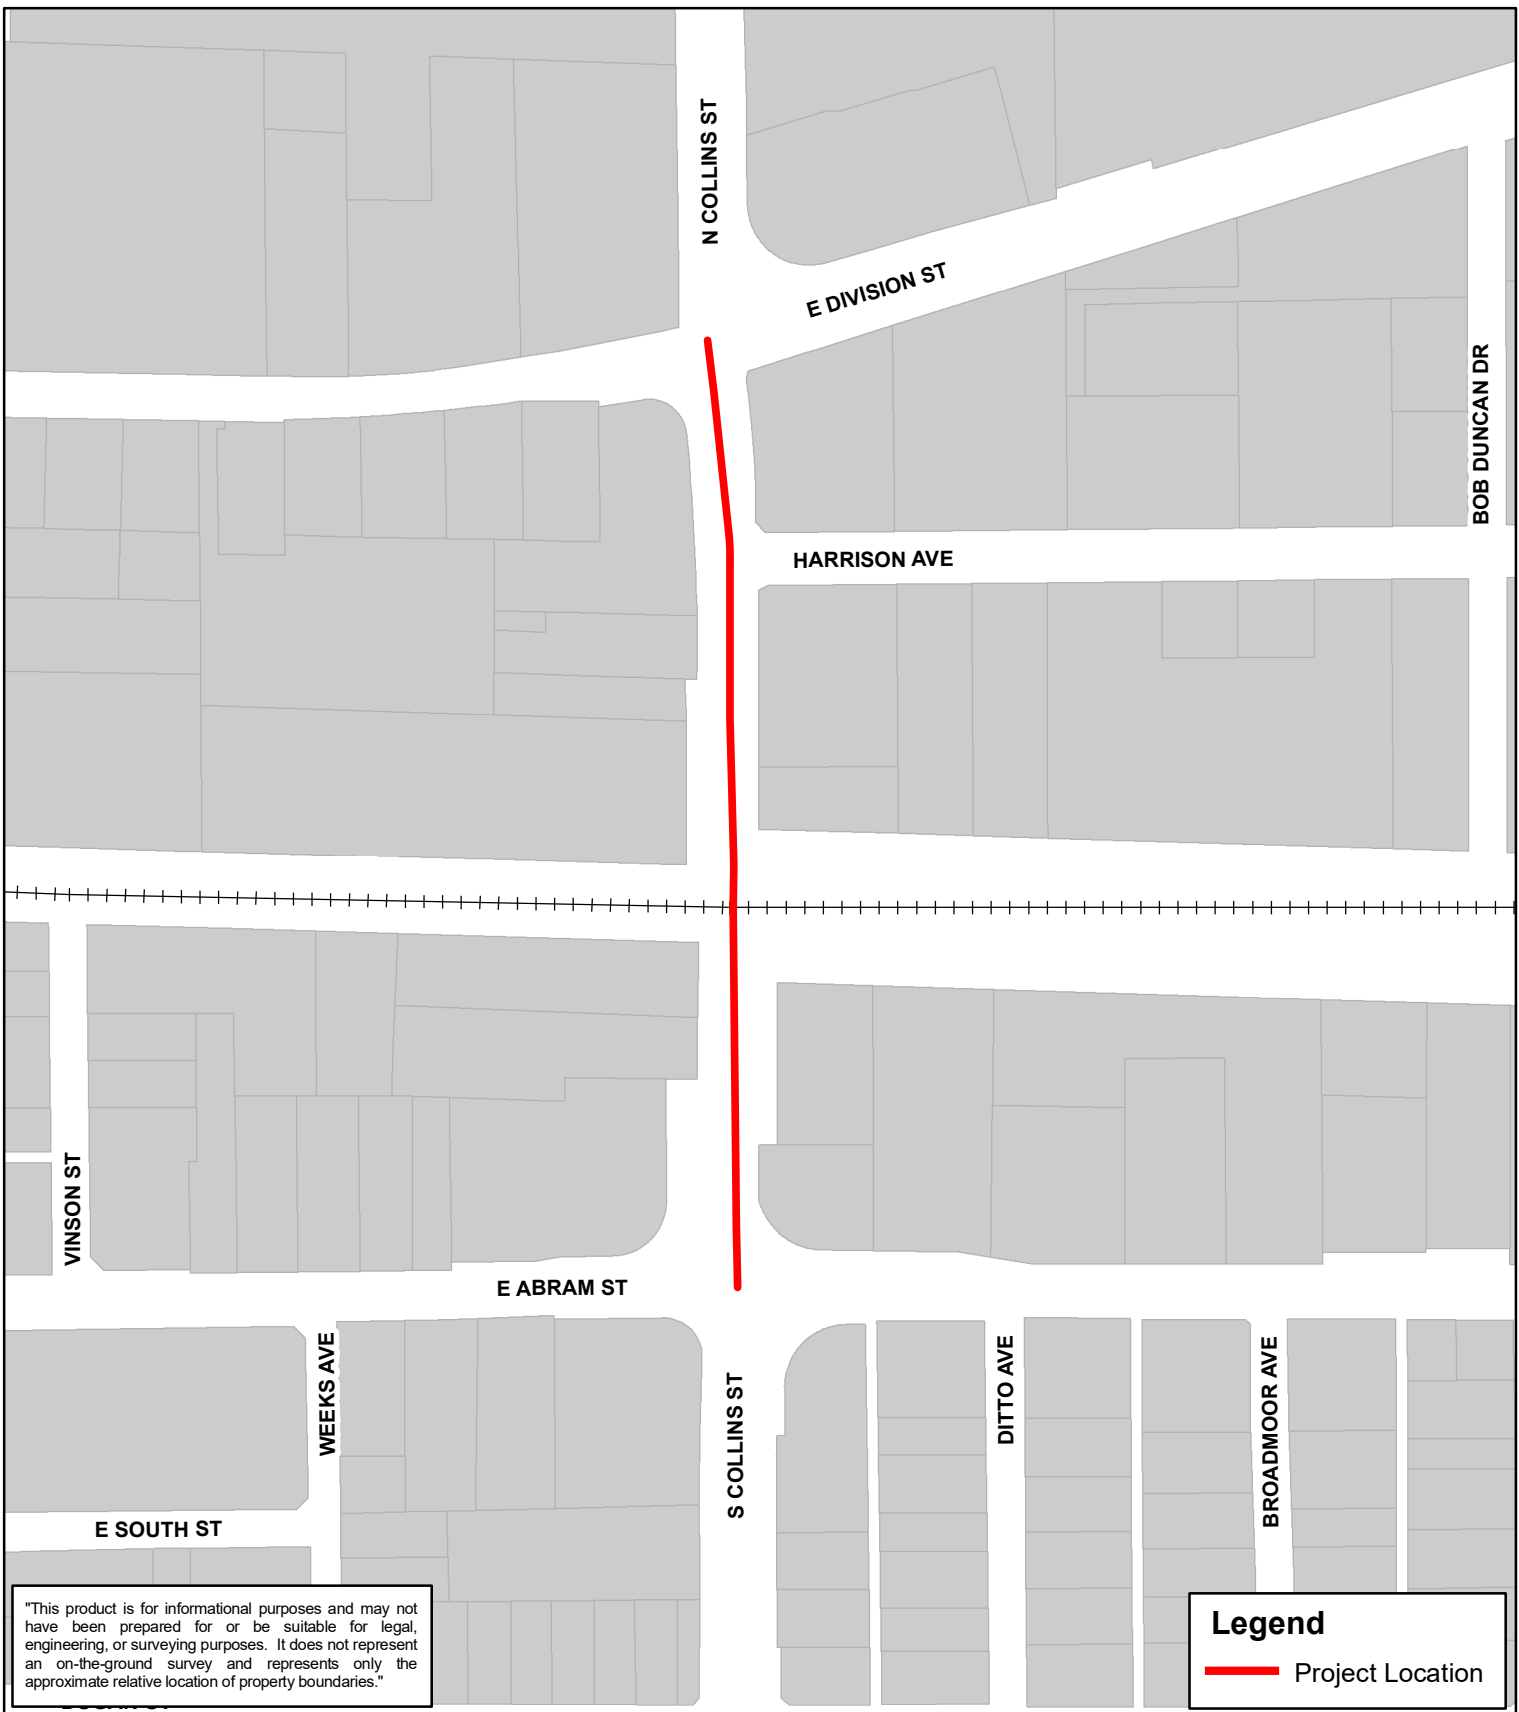 N COLLINS ST
E DIVISION ST
BOB DUNCAN DR
HARRISON AVE
VINSON ST
E ABRAM ST
WEEKS AVE
S COLLINS ST
DITTO AVE
BROADMOOR AVE
E SOUTH ST
"This product is for informational purposes and may not
have been prepared for or be suitable for legal,
engineering, or surveying purposes. It does not represent
an on-the-ground survey and represents only the
approximate relative location of property boundaries."
Legend
Project Location